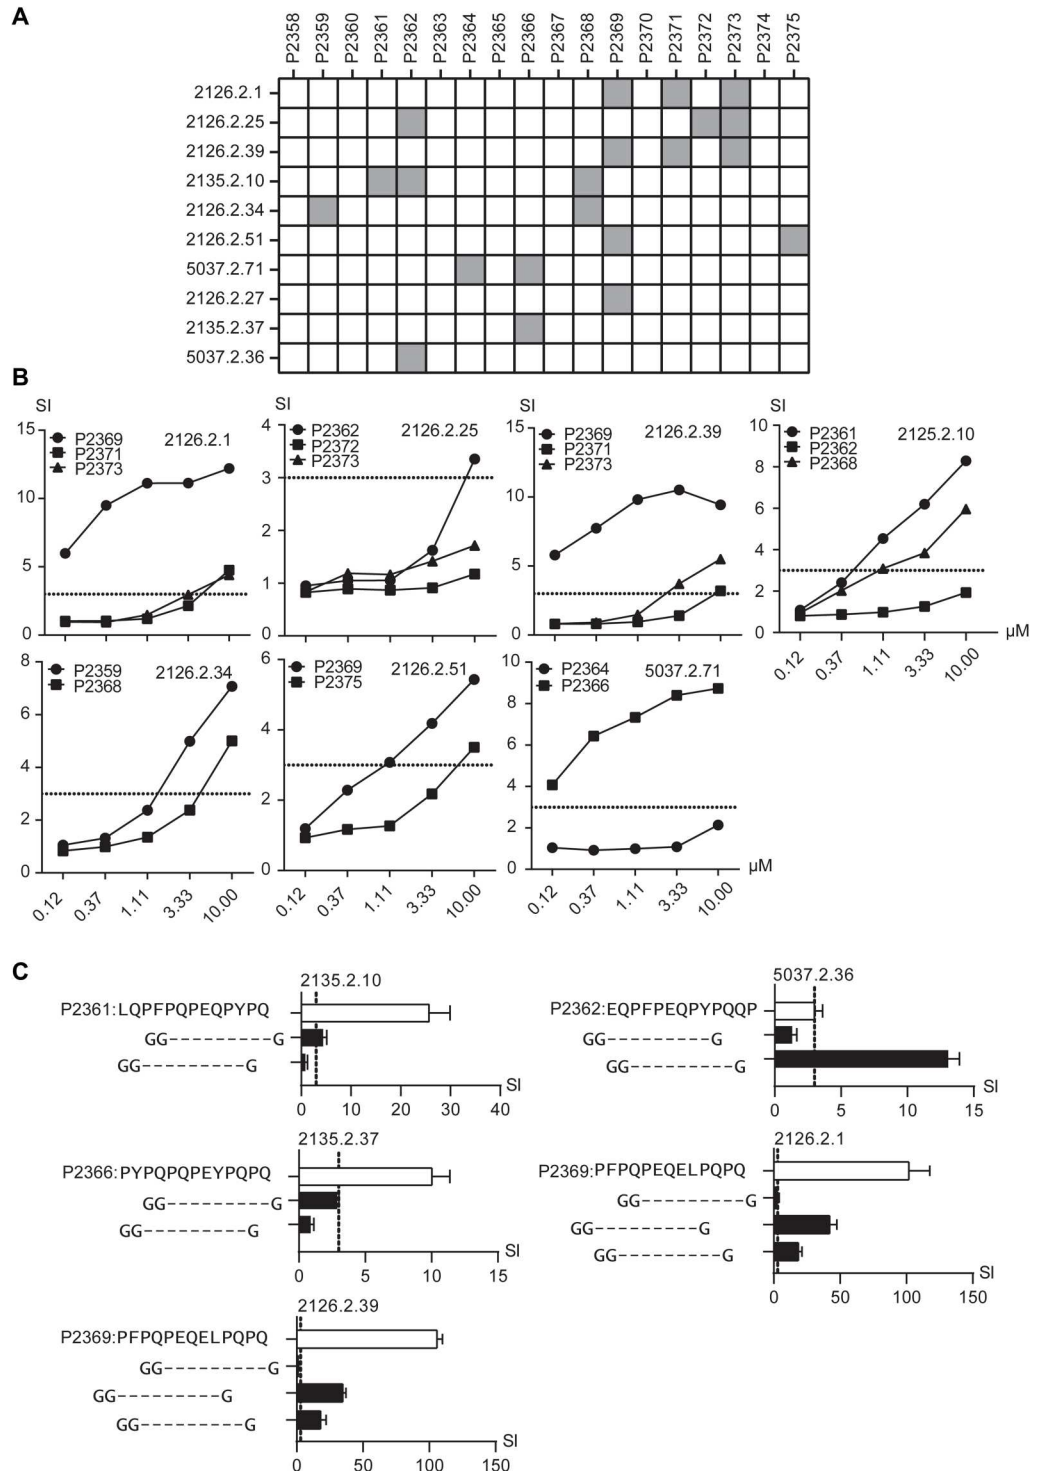 A
P2358 P2359 P2360 P2361 P2362 P2363 P2364 P2365 P2366 P2367 P2368 P2369 P2370 P2371 P2372 P2373 P2374 P2375
2126.2.1
2126.2.25
2126.2.39
2135.2.10
2126.2.34
2126.2.51
5037.2.71
2126.2.27
2135.2.37
5037.2.36
B
SI
15
10
5
0
P2369
P2371
P2373
2126.2.1
4
3
2
1
0
P2362
P2372
P2373
2126.2.25
SI
15
10
5
0
P2369
P2371
P2373
2126.2.39
10
8
6
4
2
0
P2361
P2362
P2368
2125.2.10
µM
0.12 0.37 1.11 3.33 10.00
8
6
4
2
0
P2359
P2368
2126.2.34
0.12 0.37 1.11 3.33 10.00
6
4
2
0
P2369
P2375
2126.2.51
0.12 0.37 1.11 3.33 10.00
10
8
6
4
2
0
P2364
P2366
5037.2.71
µM
0.12 0.37 1.11 3.33 10.00
C
2135.2.10
P2361:LQPFPQPEQPYPQ
GG---------G
GG---------G
SI
0 10 20 30 40
5037.2.36
P2362:EQPFPEQPYPQQP
GG---------G
GG---------G
SI
0 5 10 15
2135.2.37
P2366:PYPQPQPEYPQPQ
GG---------G
GG---------G
SI
0 5 10 15
2126.2.1
P2369:PFPQPEQELPQPQ
GG---------G
GG---------G
GG---------G
SI
0 50 100 150
2126.2.39
P2369:PFPQPEQELPQPQ
GG---------G
GG---------G
GG---------G
SI
0 50 100 150